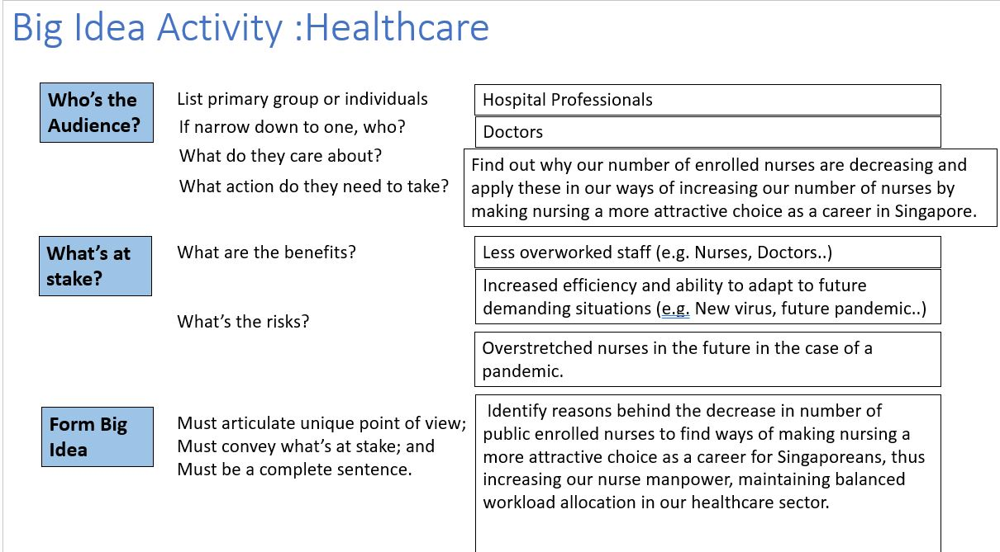 Big Idea Activity :Healthcare
Who's the
Audience?
List primary group or individuals
Hospital Professionals
If narrow down to one, who?
Doctors
What do they care about?
What action do they need to take?
Find out why our number of enrolled nurses are decreasing and
apply these in our ways of increasing our number of nurses by
making nursing a more attractive choice as a career in Singapore.
What's at
stake?
What are the benefits?
Less overworked staff (e.g. Nurses, Doctors..)
Increased efficiency and ability to adapt to future
demanding situations (e.g. New virus, future pandemic..)
What's the risks?
Overstretched nurses in the future in the case of a
pandemic.
Form Big
Idea
Must articulate unique point of view;
Must convey what's at stake; and
Must be a complete sentence.
Identify reasons behind the decrease in number of
public enrolled nurses to find ways of making nursing a
more attractive choice as a career for Singaporeans, thus
increasing our nurse manpower, maintaining balanced
workload allocation in our healthcare sector.